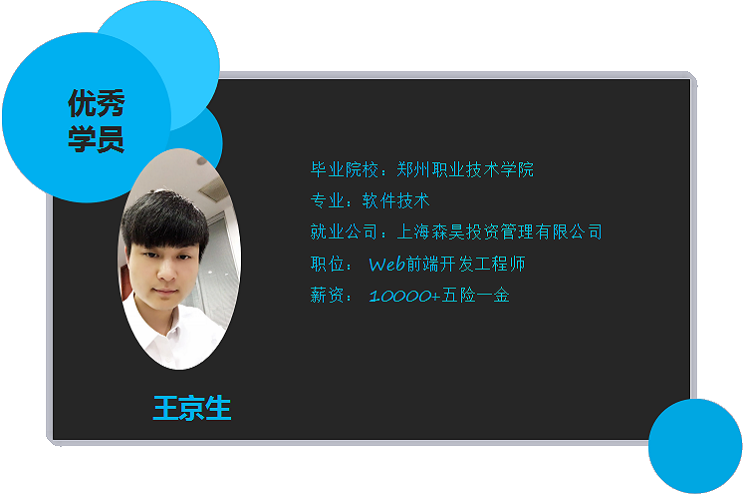 优秀
学员
毕业院校：郑州职业技术学院
专业：软件技术
就业公司：上海森昊投资管理有限公司
职位： Web前端开发工程师
薪资： 10000+五险一金
王京生